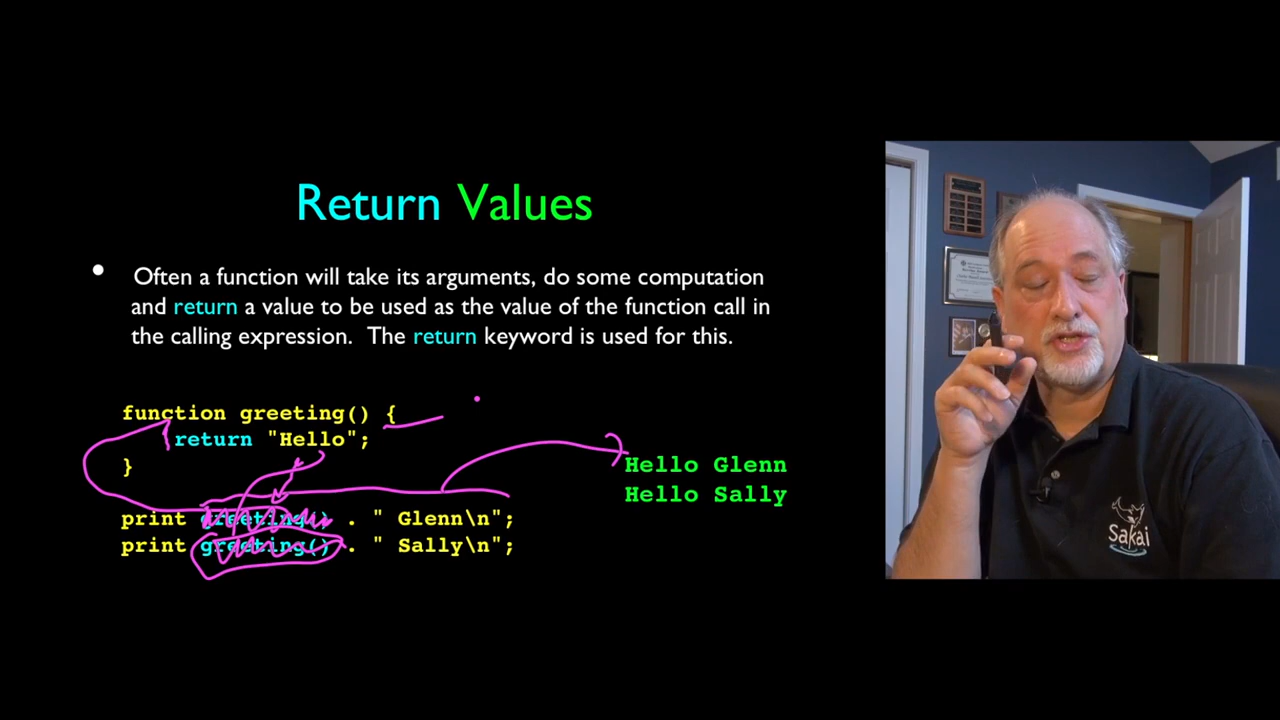 Return Values
• Often a function will take its arguments, do some computation
and return a value to be used as the value of the function call in
the calling expression. The return keyword is used for this.
function greeting() {
return "Hello";
}
print greeting() . " Glenn\n";
print greeting() . " Sally\n";
Hello Glenn
Hello Sally
Sakai